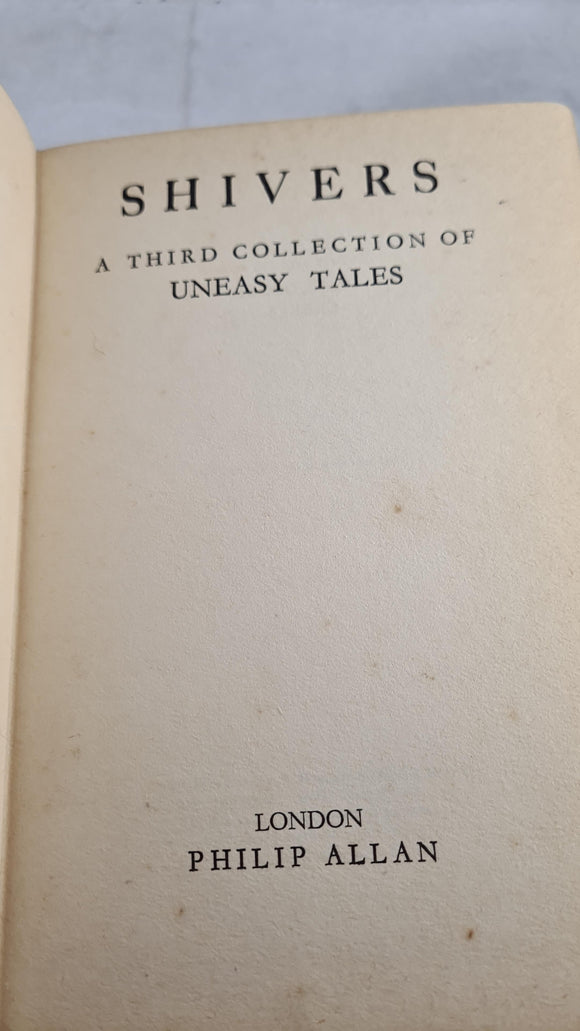 SHIVERS
A THIRD COLLECTION OF
UNEASY TALES
LONDON
PHILIP ALLAN